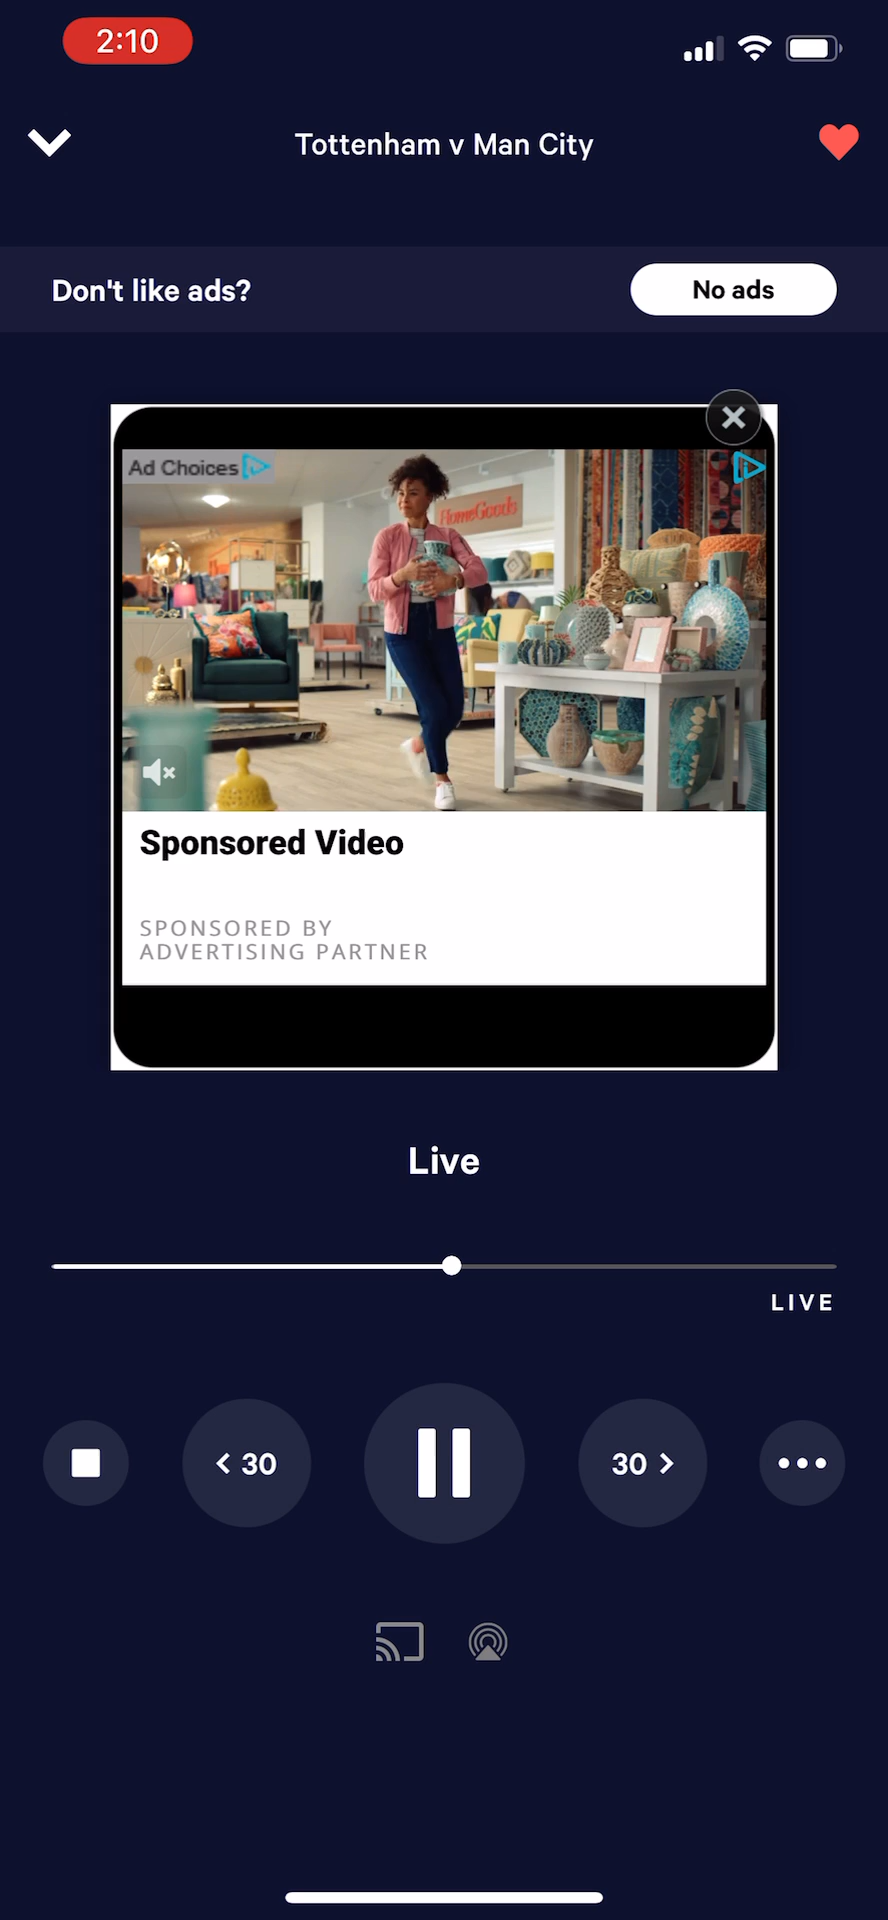 2:10
Tottenham v Man City
Don't like ads?
No ads
Ad Choices
HomeGoods
Sponsored Video
SPONSORED BY
ADVERTISING PARTNER
Live
LIVE
30
30